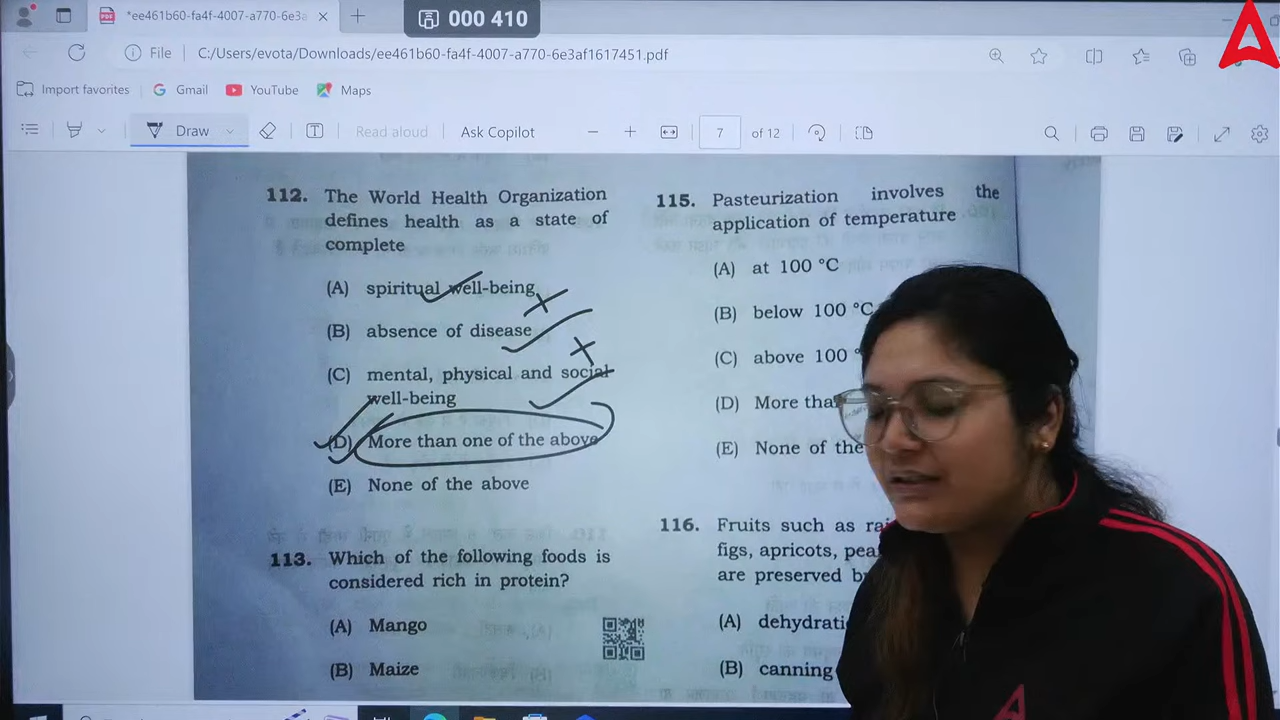 *ee461b60-fa4f-4007-a770-6e3a
000 410
File C:/Users/evota/Downloads/ee461b60-fa4f-4007-a770-6e3af1617451.pdf
Import favorites Gmail YouTube Maps
Draw Read aloud Ask Copilot 7 of 12
112. The World Health Organization
defines health as a state of
complete
(A) spiritual well-being
(B) absence of disease
(C) mental, physical and social
well-being
(D) More than one of the above
(E) None of the above
113. Which of the following foods is
considered rich in protein?
(A) Mango
(B) Maize
115. Pasteurization involves the
application of temperature
(A) at 100 °C
(B) below 100 °C
(C) above 100
(D) More
(E) None of the
116. Fruits such as
figs, apricots,
are preserved
(A)
(B) canning